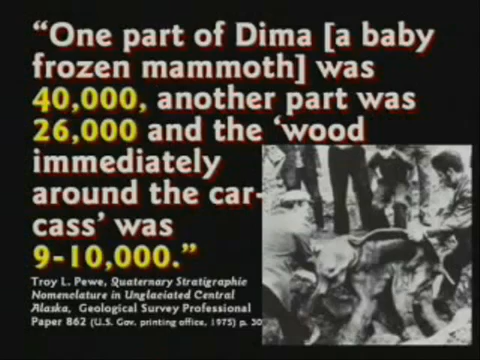 “One part of Dima [a baby
frozen mammoth] was
40,000, another part was
26,000 and the ‘wood
immediately
around the car-
cass’ was
9-10,000.”
Troy L. Pewe, Quaternary Stratigraphic
Nomenclature in Unglaciated Central
Alaska, Geological Survey Professional
Paper 862 (U.S. Gov. printing office, 1975) p. 30